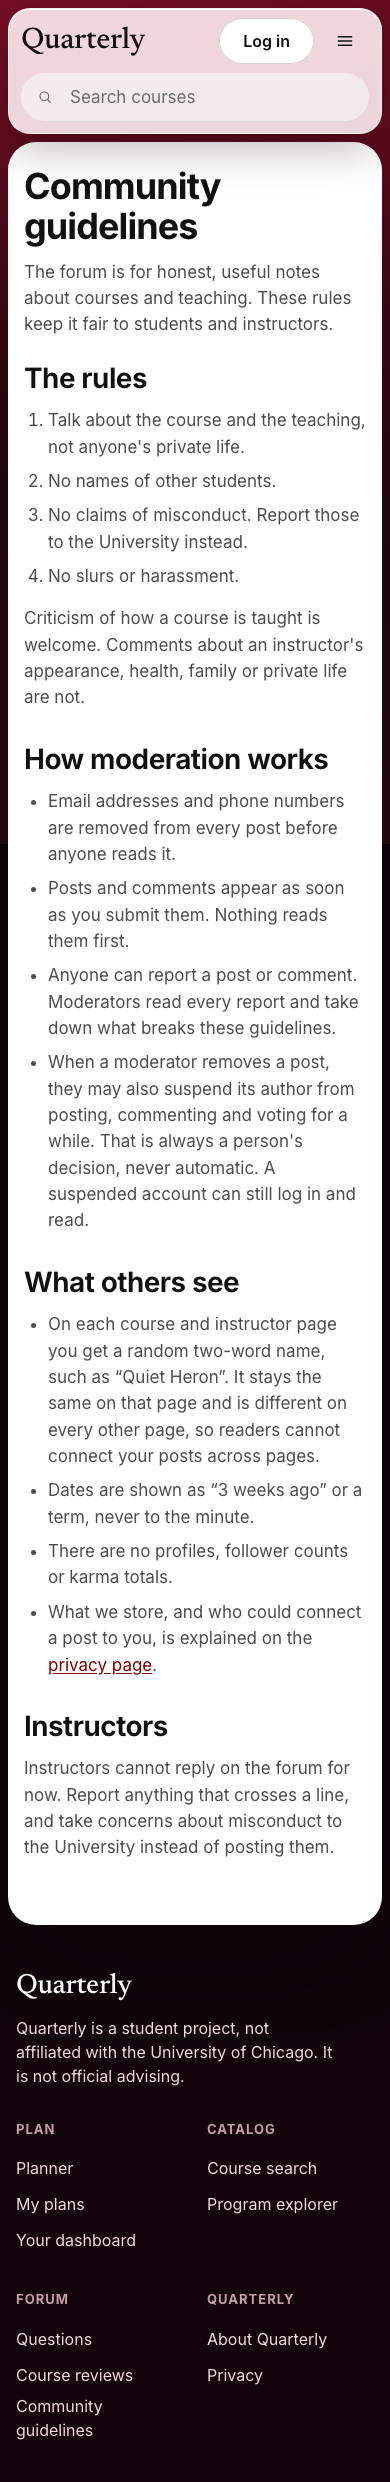 Quarterly
Log in
Search courses
Community
guidelines
The forum is for honest, useful notes
about courses and teaching. These rules
keep it fair to students and instructors.
The rules
1. Talk about the course and the teaching,
not anyone's private life.
2. No names of other students.
3. No claims of misconduct. Report those
to the University instead.
4. No slurs or harassment.
Criticism of how a course is taught is
welcome. Comments about an instructor's
appearance, health, family or private life
are not.
How moderation works
• Email addresses and phone numbers
are removed from every post before
anyone reads it.
• Posts and comments appear as soon
as you submit them. Nothing reads
them first.
• Anyone can report a post or comment.
Moderators read every report and take
down what breaks these guidelines.
• When a moderator removes a post,
they may also suspend its author from
posting, commenting and voting for a
while. That is always a person's
decision, never automatic. A
suspended account can still log in and
read.
What others see
• On each course and instructor page
you get a random two-word name,
such as “Quiet Heron”. It stays the
same on that page and is different on
every other page, so readers cannot
connect your posts across pages.
• Dates are shown as “3 weeks ago” or a
term, never to the minute.
• There are no profiles, follower counts
or karma totals.
• What we store, and who could connect
a post to you, is explained on the
privacy page.
Instructors
Instructors cannot reply on the forum for
now. Report anything that crosses a line,
and take concerns about misconduct to
the University instead of posting them.
Quarterly
Quarterly is a student project, not
affiliated with the University of Chicago. It
is not official advising.
PLAN
Planner
My plans
Your dashboard
CATALOG
Course search
Program explorer
FORUM
Questions
Course reviews
Community
guidelines
QUARTERLY
About Quarterly
Privacy